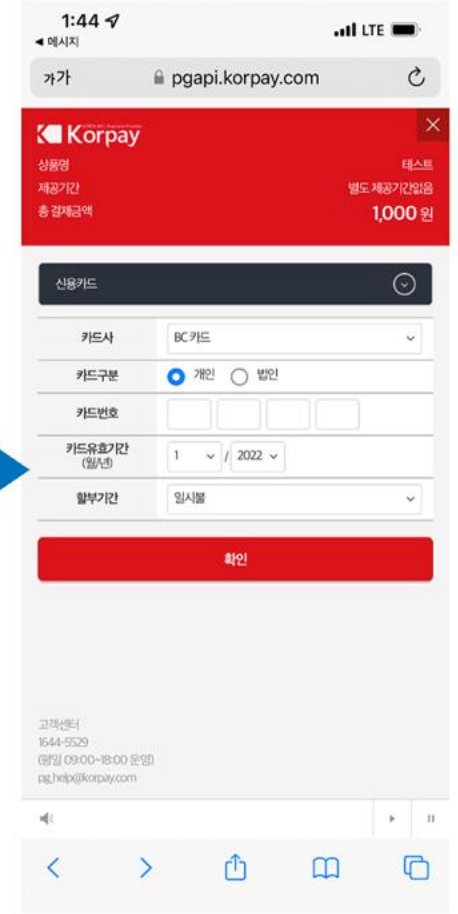 1:44
LTE
◀ 메시지
가가 pgapi.korpay.com
Korpay
상품명 테스트
제공기간 별도 제공기간없음
총 결제금액 1,000 원
신용카드
카드사 BC 카드
카드구분 개인 법인
카드번호
카드유효기간
(월/년) 1 / 2022
할부기간 일시불
확인
고객센터
1644-5529
(평일 09:00~18:00 운영)
pg_help@korpay.com